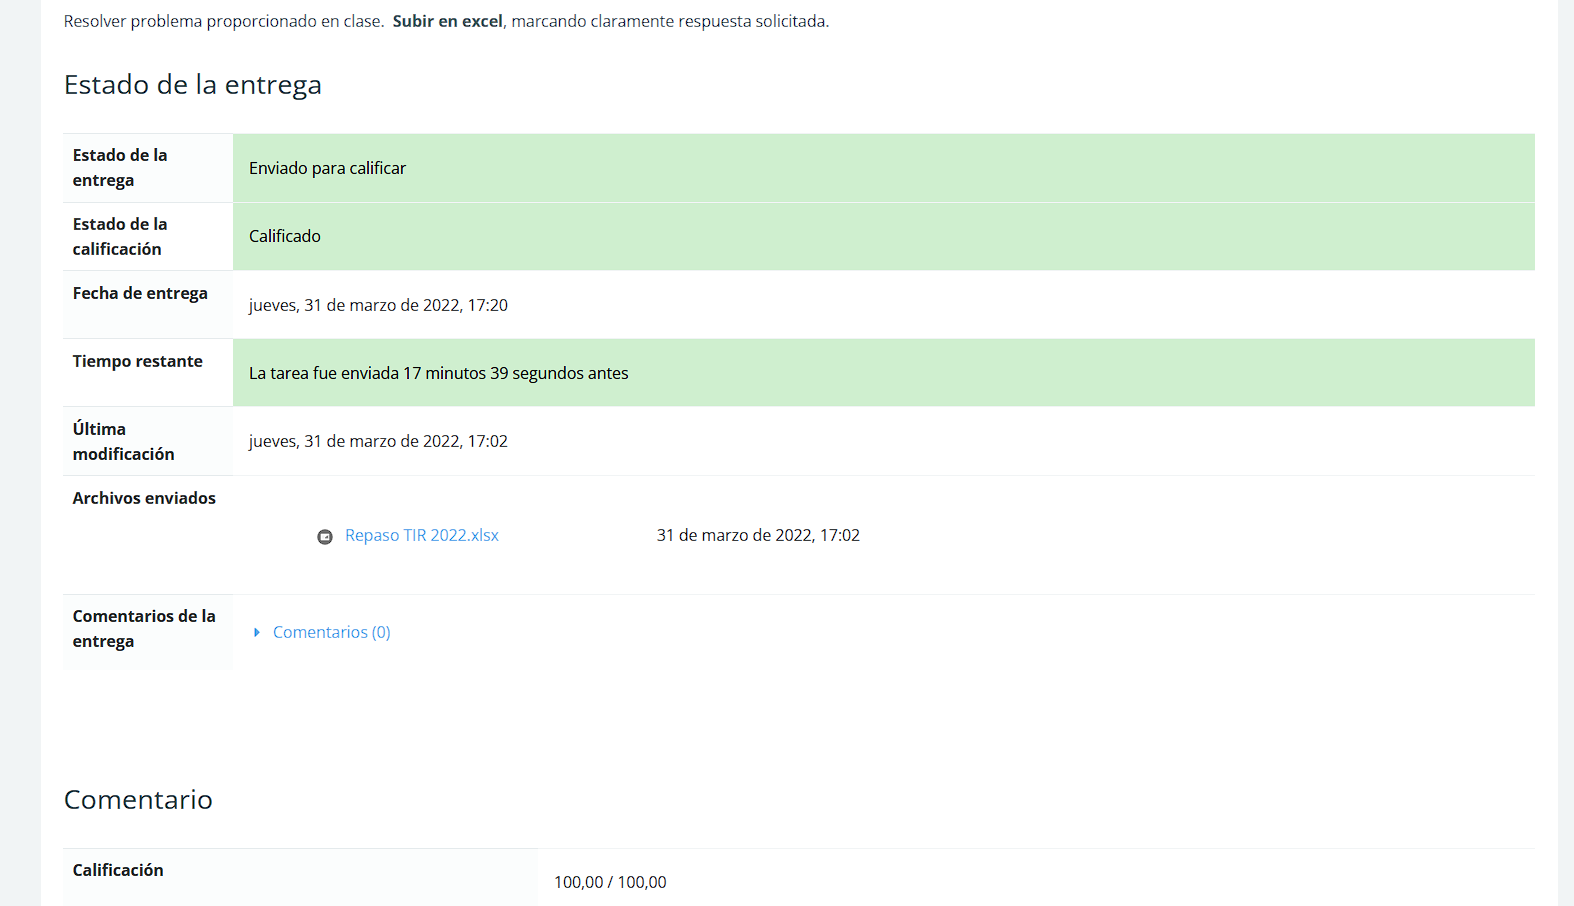 Resolver problema proporcionado en clase. Subir en excel, marcando claramente respuesta solicitada.
Estado de la entrega
Estado de la
entrega
Enviado para calificar
Estado de la
calificación
Calificado
Fecha de entrega
jueves, 31 de marzo de 2022, 17:20
Tiempo restante
La tarea fue enviada 17 minutos 39 segundos antes
Última
modificación
jueves, 31 de marzo de 2022, 17:02
Archivos enviados
Repaso TIR 2022.xlsx 31 de marzo de 2022, 17:02
Comentarios de la
entrega
Comentarios (0)
Comentario
Calificación
100,00 / 100,00